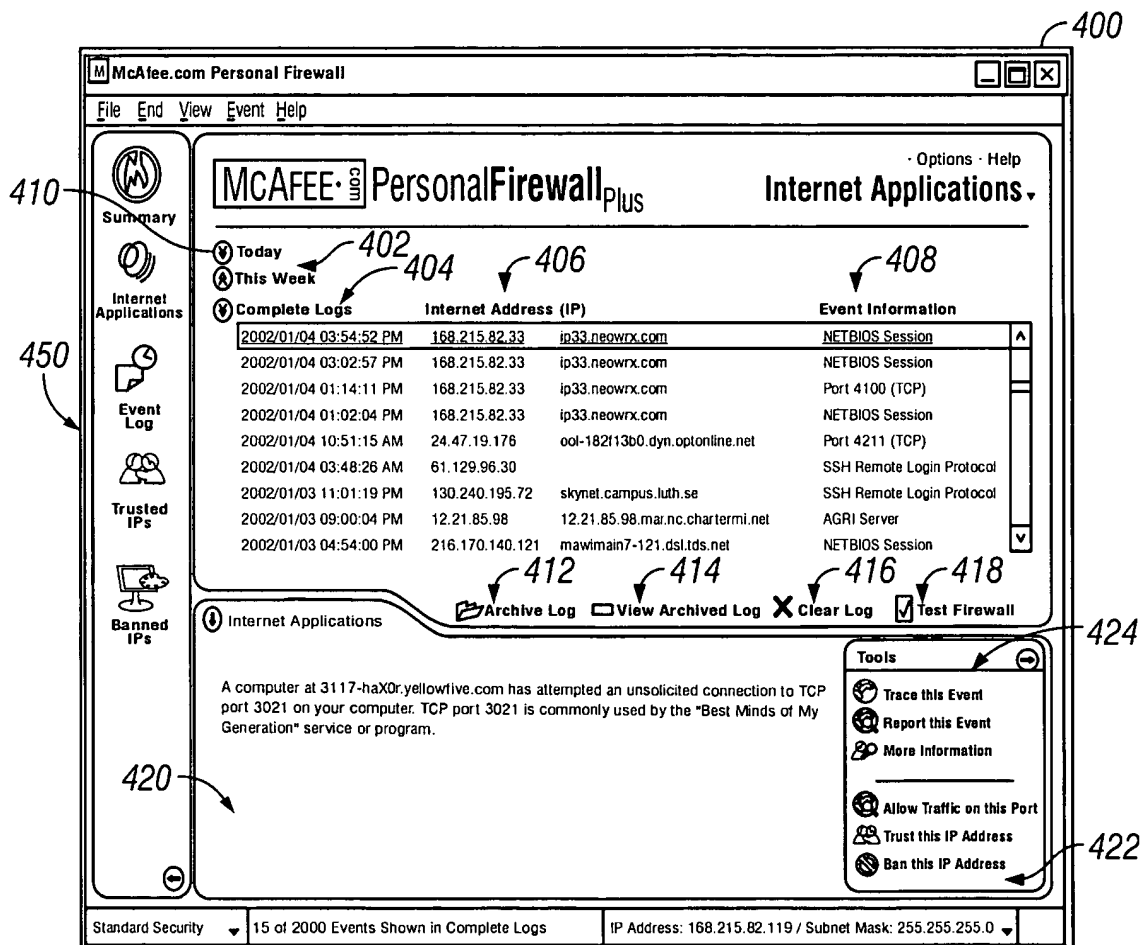 400
M McAfee.com Personal Firewall
File End View Event Help
· Options · Help
McAFEE·com PersonalFirewallPlus Internet Applications
410
Summary
Today 402
This Week 404 406 408
Internet Applications
Complete Logs Internet Address (IP) Event Information
2002/01/04 03:54:52 PM 168.215.82.33 ip33.neowrx.com NETBIOS Session
450
2002/01/04 03:02:57 PM 168.215.82.33 ip33.neowrx.com NETBIOS Session
2002/01/04 01:14:11 PM 168.215.82.33 ip33.neowrx.com Port 4100 (TCP)
Event Log
2002/01/04 01:02:04 PM 168.215.82.33 ip33.neowrx.com NETBIOS Session
2002/01/04 10:51:15 AM 24.47.19.176 ool-182f13b0.dyn.optonline.net Port 4211 (TCP)
2002/01/04 03:48:26 AM 61.129.96.30 SSH Remote Login Protocol
Trusted IPs
2002/01/03 11:01:19 PM 130.240.195.72 skynet.campus.luth.se SSH Remote Login Protocol
2002/01/03 09:00:04 PM 12.21.85.98 12.21.85.98.mar.nc.chartermi.net AGRI Server
2002/01/03 04:54:00 PM 216.170.140.121 mawimain7-121.dsl.tds.net NETBIOS Session
412 414 416 418
Archive Log View Archived Log Clear Log Test Firewall
Banned IPs
Internet Applications
424
Tools
A computer at 3117-haX0r.yellowfive.com has attempted an unsolicited connection to TCP
port 3021 on your computer. TCP port 3021 is commonly used by the "Best Minds of My
Generation" service or program.
Trace this Event
Report this Event
More Information
420
Allow Traffic on this Port
Trust this IP Address
Ban this IP Address
422
Standard Security 15 of 2000 Events Shown in Complete Logs IP Address: 168.215.82.119 / Subnet Mask: 255.255.255.0